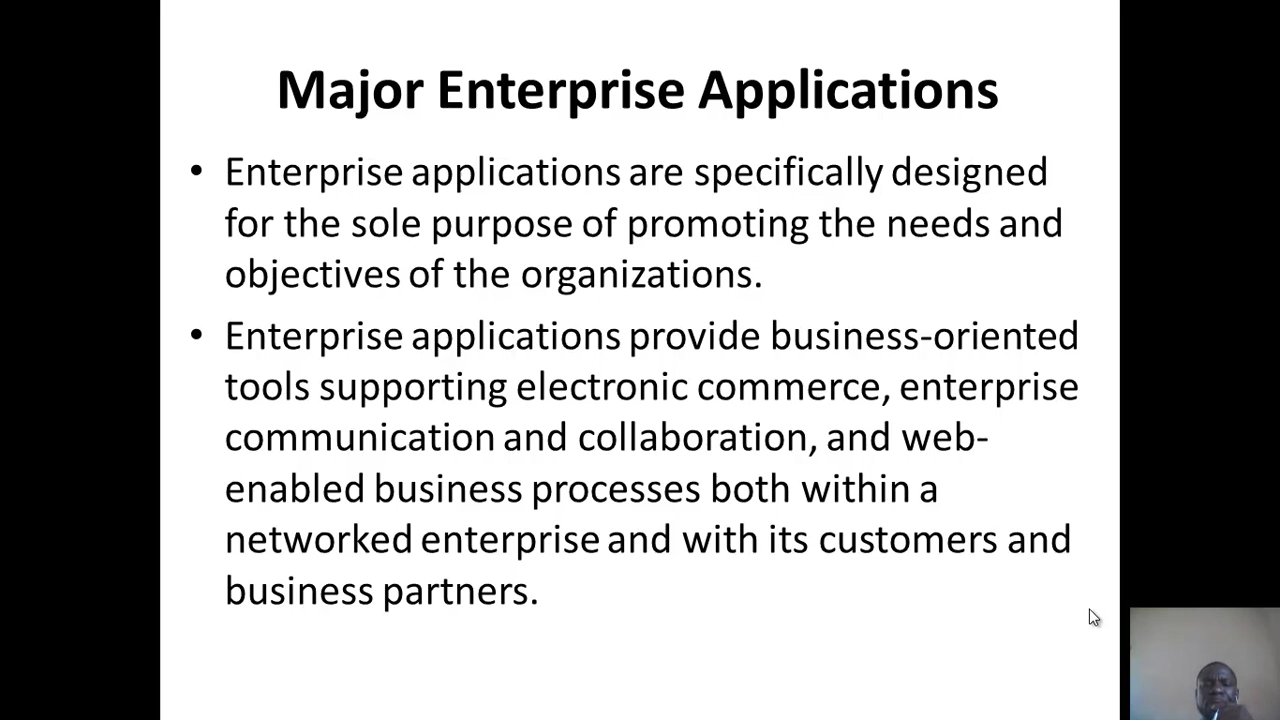 Major Enterprise Applications
• Enterprise applications are specifically designed
for the sole purpose of promoting the needs and
objectives of the organizations.
• Enterprise applications provide business-oriented
tools supporting electronic commerce, enterprise
communication and collaboration, and web-
enabled business processes both within a
networked enterprise and with its customers and
business partners.